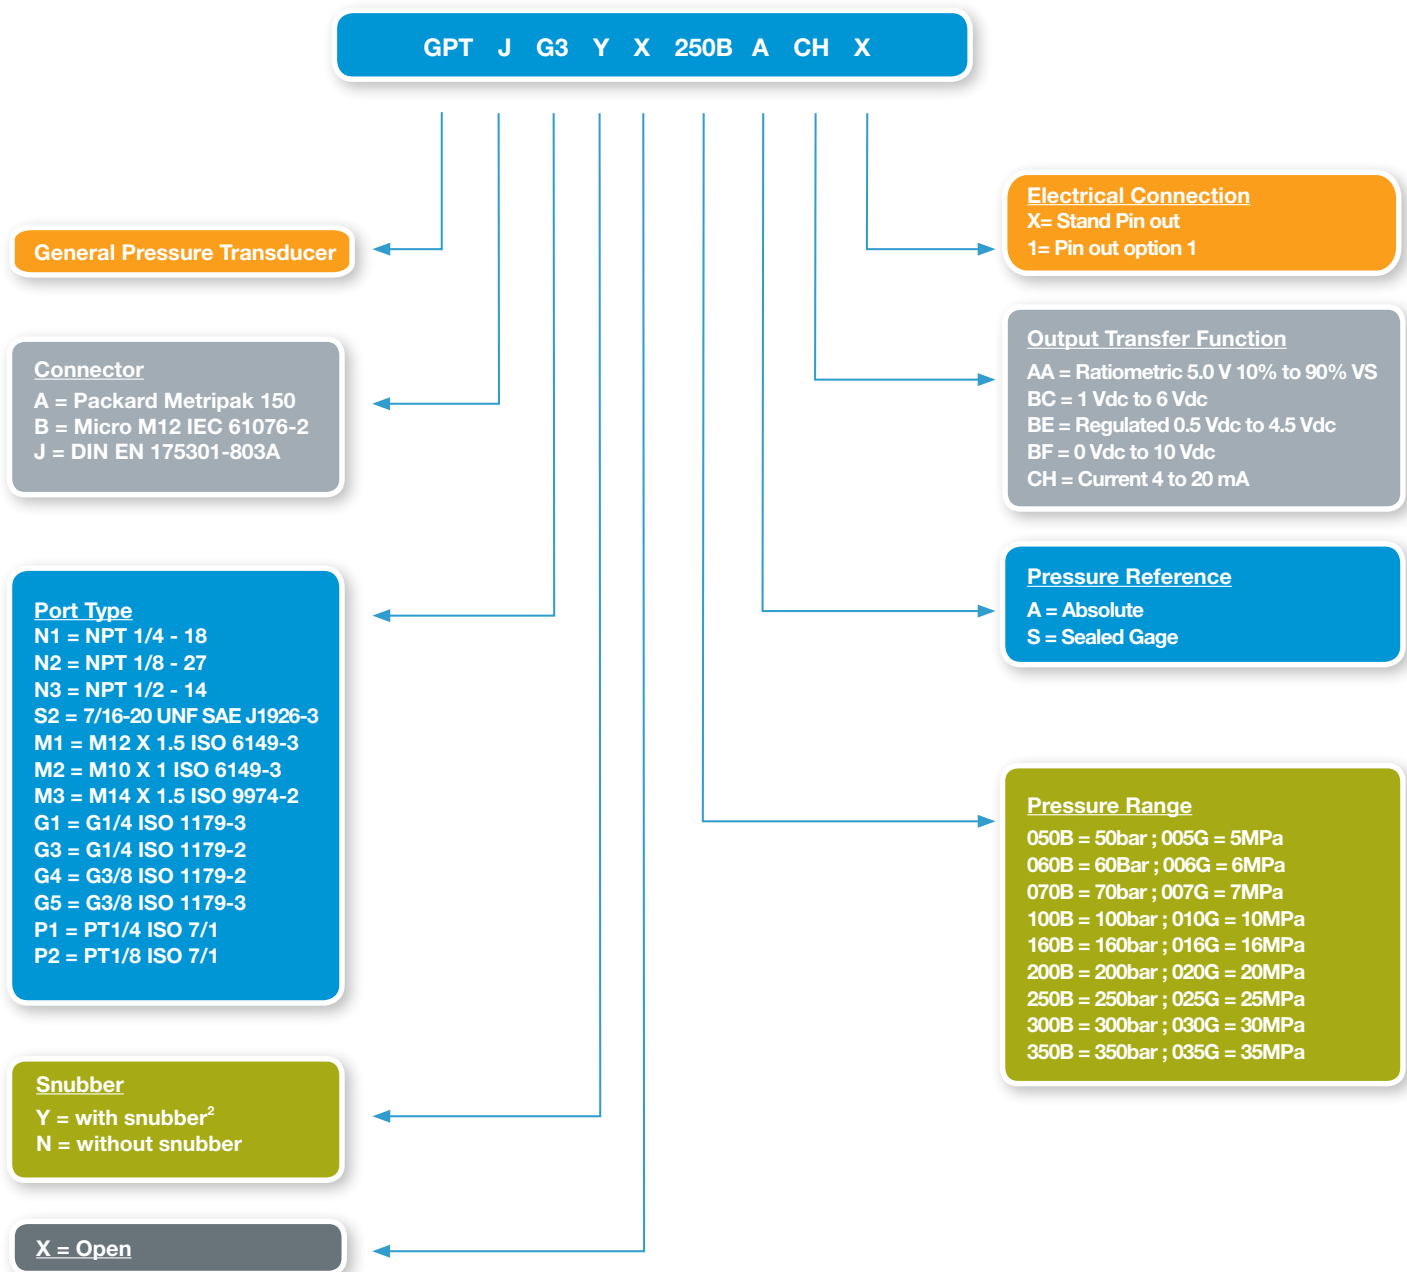 GPT J G3 Y X 250B A CH X
General Pressure Transducer
Connector
A = Packard Metripak 150
B = Micro M12 IEC 61076-2
J = DIN EN 175301-803A
Port Type
N1 = NPT 1/4 - 18
N2 = NPT 1/8 - 27
N3 = NPT 1/2 - 14
S2 = 7/16-20 UNF SAE J1926-3
M1 = M12 X 1.5 ISO 6149-3
M2 = M10 X 1 ISO 6149-3
M3 = M14 X 1.5 ISO 9974-2
G1 = G1/4 ISO 1179-3
G3 = G1/4 ISO 1179-2
G4 = G3/8 ISO 1179-2
G5 = G3/8 ISO 1179-3
P1 = PT1/4 ISO 7/1
P2 = PT1/8 ISO 7/1
Snubber
Y = with snubber²
N = without snubber
X = Open
Electrical Connection
X= Stand Pin out
1= Pin out option 1
Output Transfer Function
AA = Ratiometric 5.0 V 10% to 90% VS
BC = 1 Vdc to 6 Vdc
BE = Regulated 0.5 Vdc to 4.5 Vdc
BF = 0 Vdc to 10 Vdc
CH = Current 4 to 20 mA
Pressure Reference
A = Absolute
S = Sealed Gage
Pressure Range
050B = 50bar ; 005G = 5MPa
060B = 60Bar ; 006G = 6MPa
070B = 70bar ; 007G = 7MPa
100B = 100bar ; 010G = 10MPa
160B = 160bar ; 016G = 16MPa
200B = 200bar ; 020G = 20MPa
250B = 250bar ; 025G = 25MPa
300B = 300bar ; 030G = 30MPa
350B = 350bar ; 035G = 35MPa